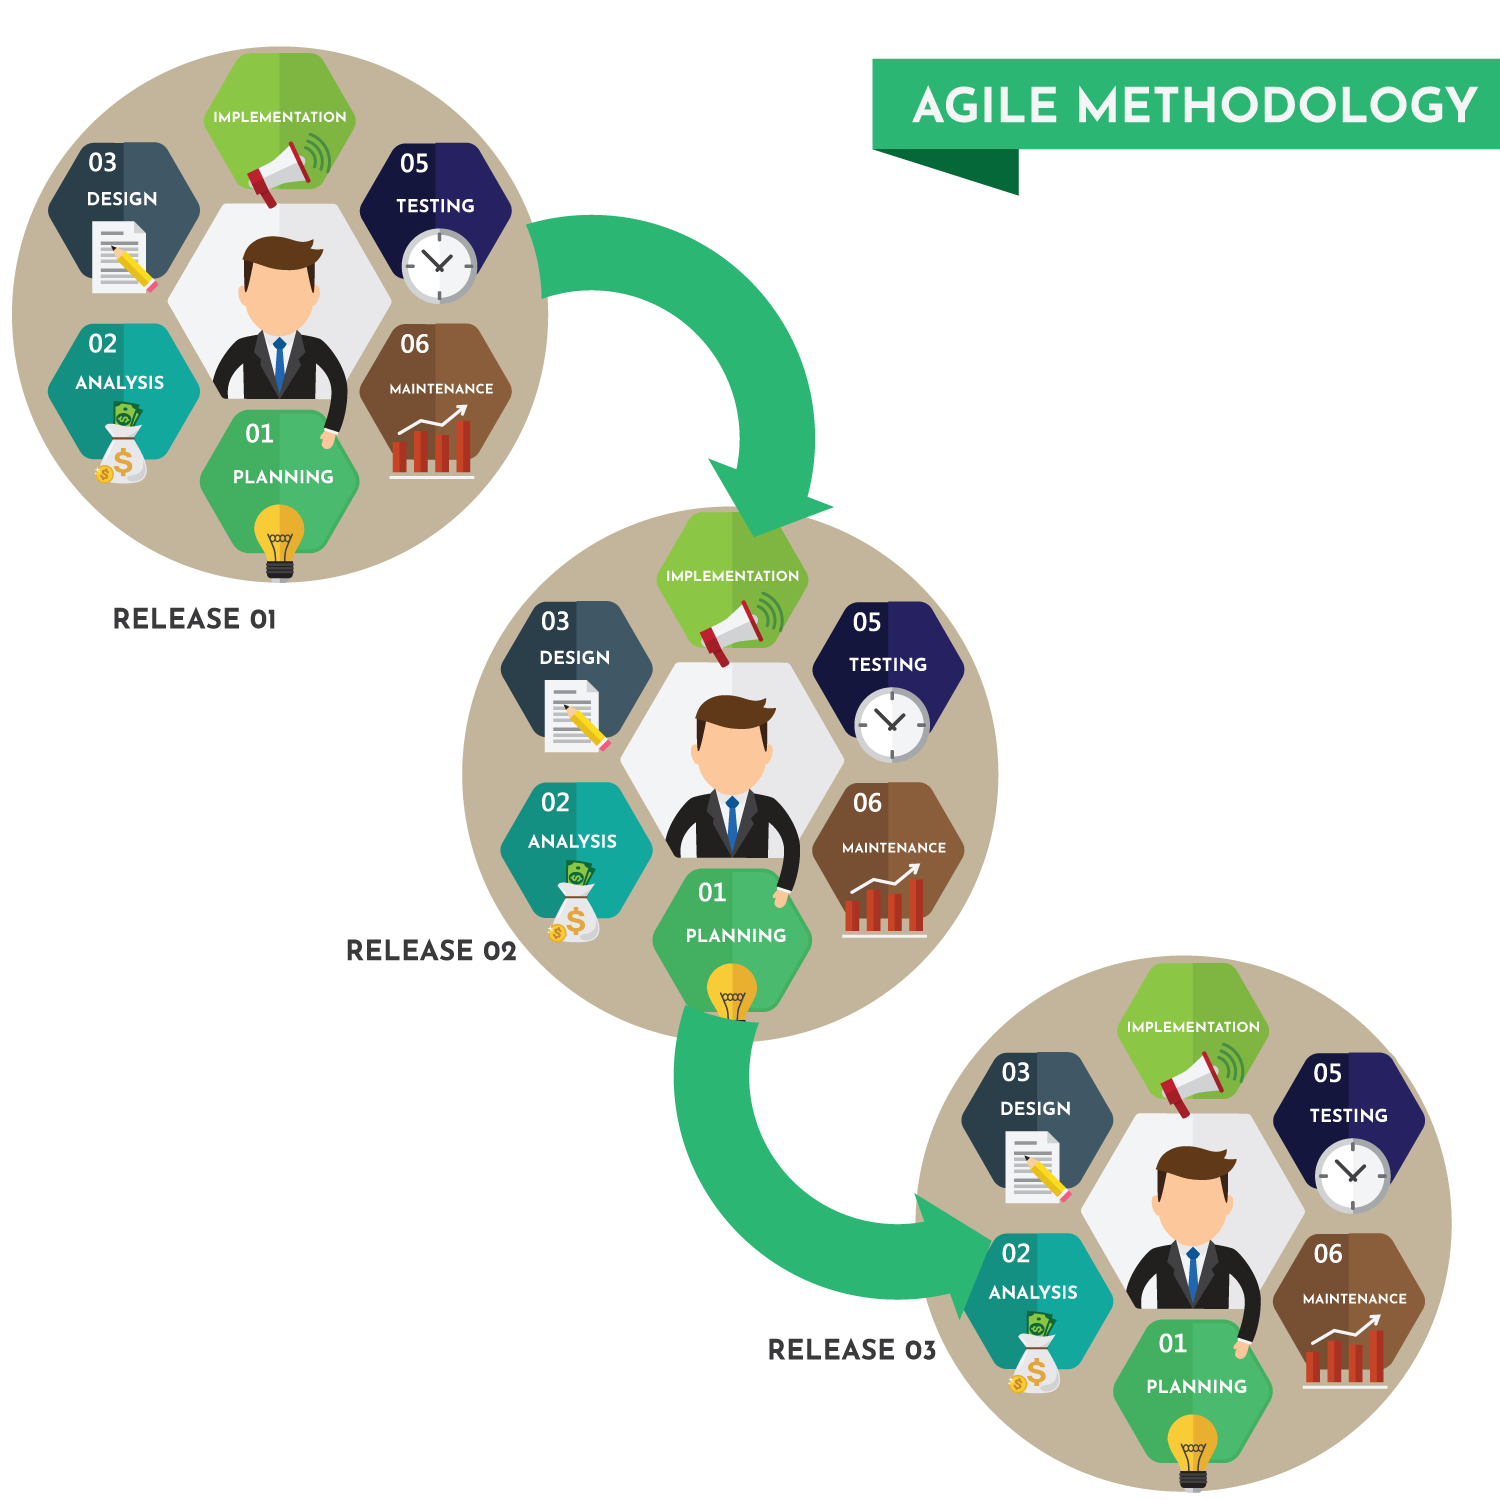 AGILE METHODOLOGY
IMPLEMENTATION
03
DESIGN
05
TESTING
02
ANALYSIS
06
MAINTENANCE
01
PLANNING
RELEASE 01
IMPLEMENTATION
03
DESIGN
05
TESTING
02
ANALYSIS
06
MAINTENANCE
01
PLANNING
RELEASE 02
IMPLEMENTATION
03
DESIGN
05
TESTING
02
ANALYSIS
06
MAINTENANCE
01
PLANNING
RELEASE 03